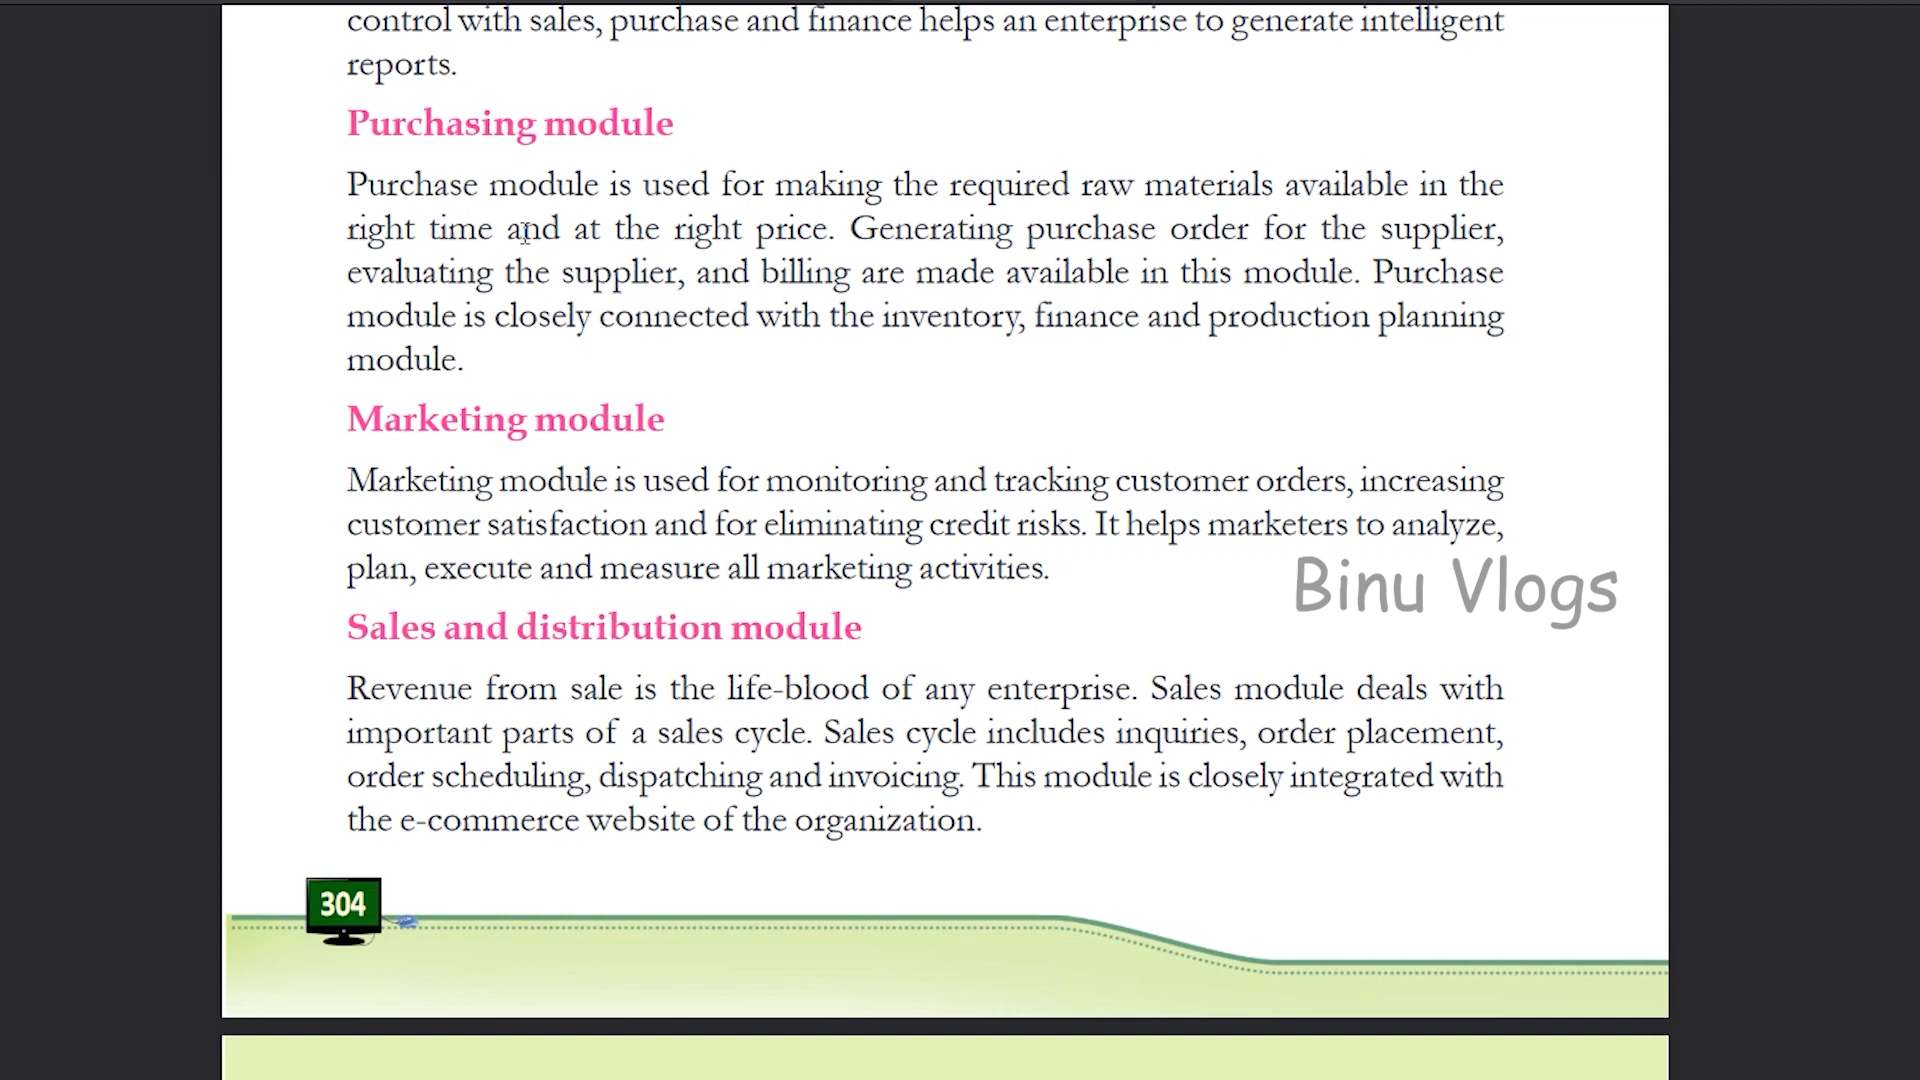 control with sales, purchase and finance helps an enterprise to generate intelligent
reports.
Purchasing module
Purchase module is used for making the required raw materials available in the
right time and at the right price. Generating purchase order for the supplier,
evaluating the supplier, and billing are made available in this module. Purchase
module is closely connected with the inventory, finance and production planning
module.
Marketing module
Marketing module is used for monitoring and tracking customer orders, increasing
customer satisfaction and for eliminating credit risks. It helps marketers to analyze,
plan, execute and measure all marketing activities.
Binu Vlogs
Sales and distribution module
Revenue from sale is the life-blood of any enterprise. Sales module deals with
important parts of a sales cycle. Sales cycle includes inquiries, order placement,
order scheduling, dispatching and invoicing. This module is closely integrated with
the e-commerce website of the organization.
304